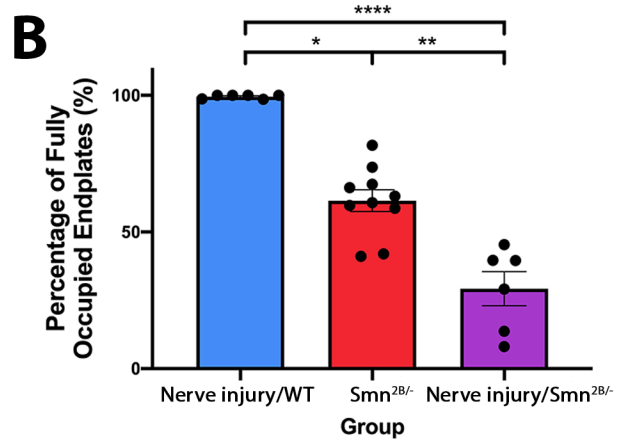 B
****
*
**
Percentage of Fully
Occupied Endplates (%)
100
50
0
Nerve injury/WT
Smn2B/-
Nerve injury/Smn2B/-
Group